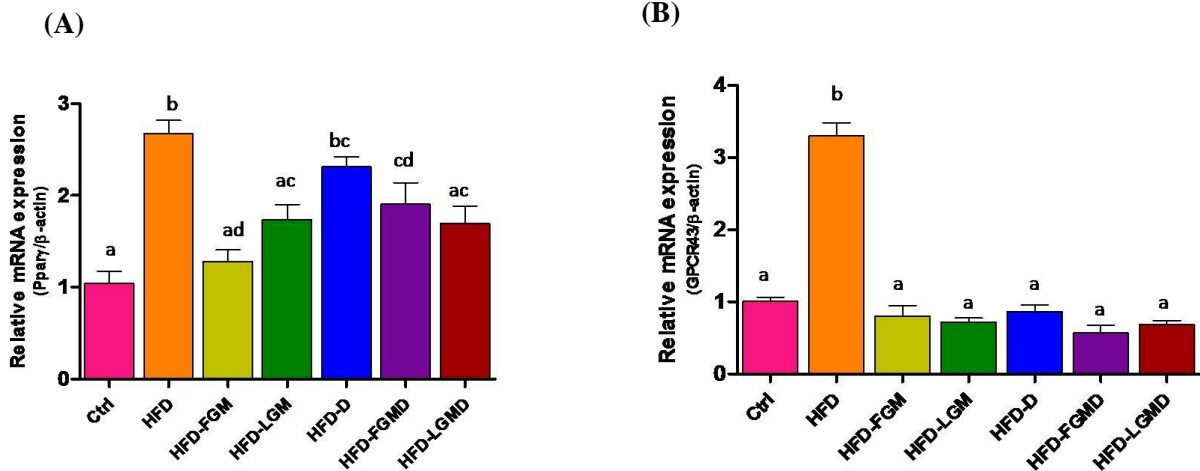 (A)
Relative mRNA expression
(Pparγ/β-actin)
3
2
1
0
a
b
ad
ac
bc
cd
ac
Ctrl
HFD
HFD-FGM
HFD-LGM
HFD-D
HFD-FGMD
HFD-LGMD
(B)
Relative mRNA expression
(GPCR43/β-actin)
4
3
2
1
0
a
b
a
a
a
a
a
Ctrl
HFD
HFD-FGM
HFD-LGM
HFD-D
HFD-FGMD
HFD-LGMD